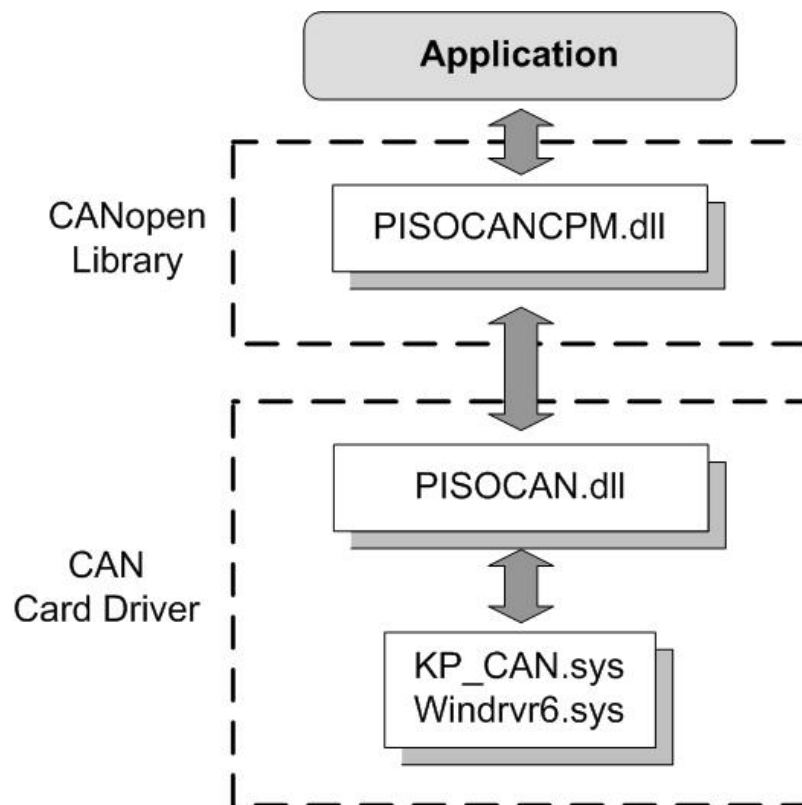 Application
CANopen
Library
PISOCANCPM.dll
PISOCAN.dll
CAN
Card Driver
KP_CAN.sys
Windrvr6.sys